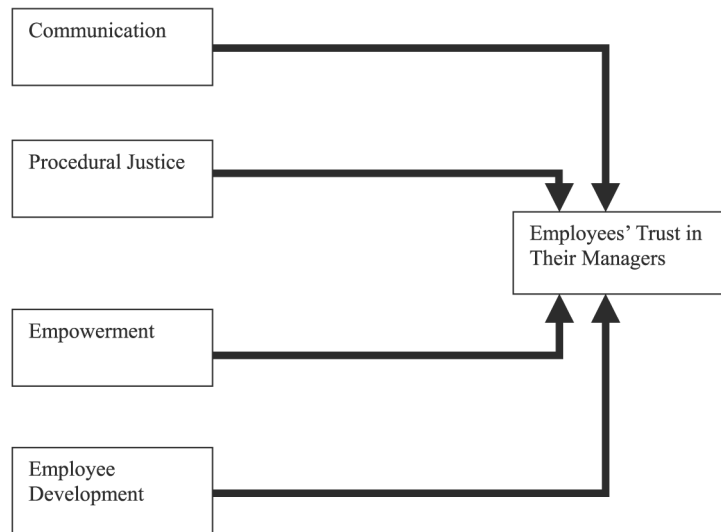 Communication
Procedural Justice
Employees’ Trust in
Their Managers
Empowerment
Employee
Development